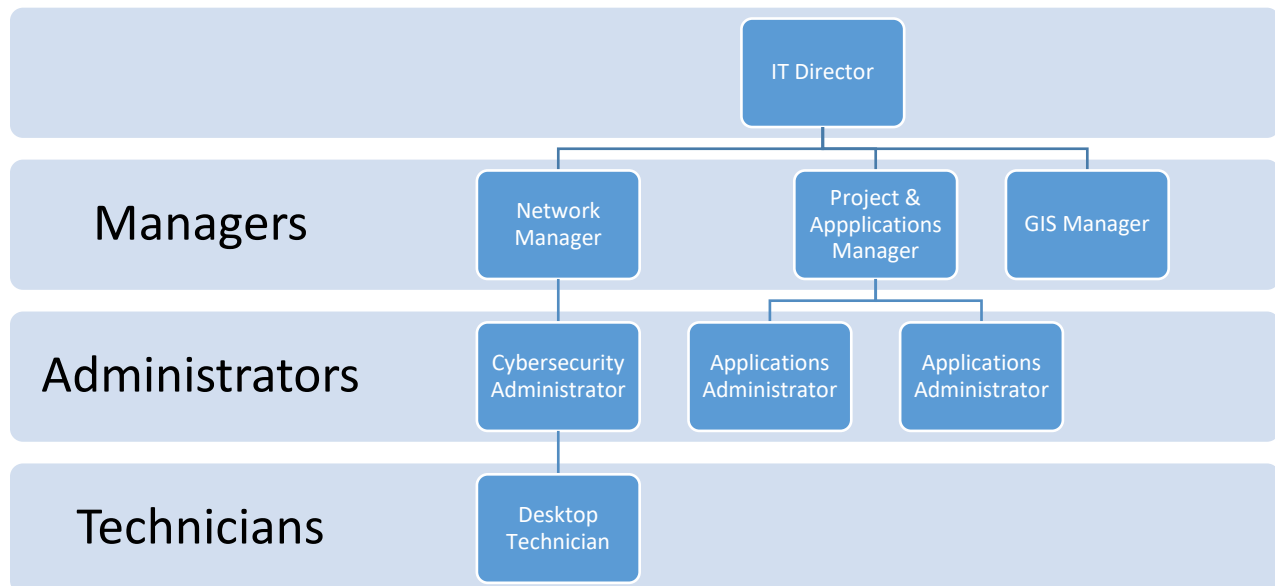 IT Director
Managers
Network
Manager
Project &
Appplications
Manager
GIS Manager
Administrators
Cybersecurity
Administrator
Applications
Administrator
Applications
Administrator
Technicians
Desktop
Technician